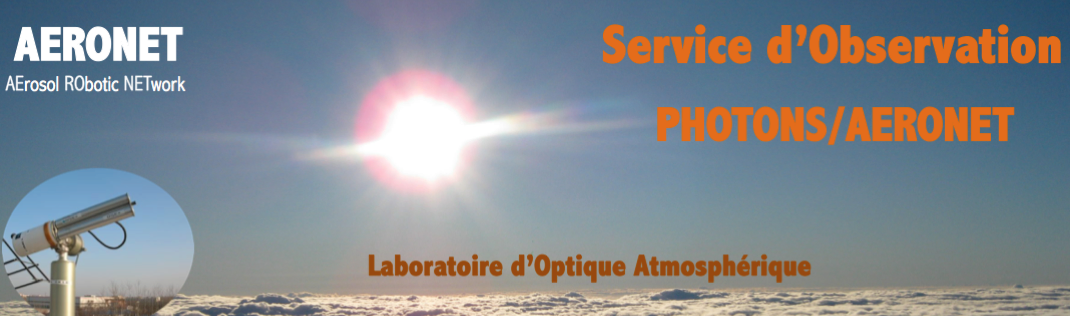 AERONET
AErosol RObotic NETwork
Service d'Observation
PHOTONS/AERONET
Laboratoire d'Optique Atmosphérique